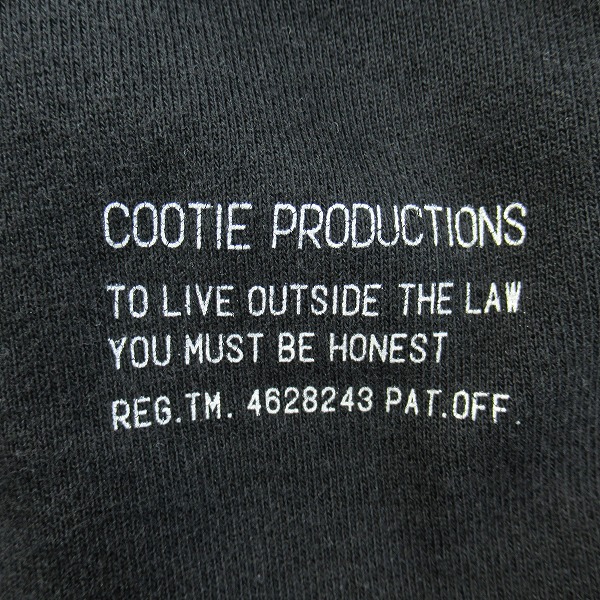 COOTIE PRODUCTIONS
TO LIVE OUTSIDE THE LAW
YOU MUST BE HONEST
REG.TM. 4628243 PAT.OFF.